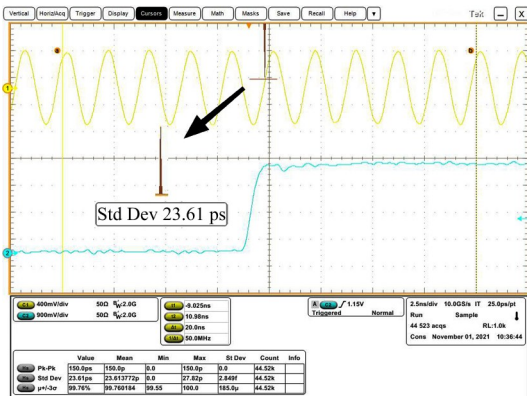 Vertical Horiz/Acq Trigger Display Cursors Measure Math Masks Save Recall Help Tek X
a b
1
Std Dev 23.61 ps
2
C1 400mV/div 50Ω BW:2.0G
C2 900mV/div 50Ω BW:2.0G
t1 -9.025ns
t2 10.98ns
Δt 20.0ns
1/Δt 50.0MHz
A C2 1.15V
Triggered Normal
2.5ns/div 10.0GS/s IT 25.0ps/pt
Run Sample
44 523 acqs RL:1.0k
Cons November 01, 2021 10:36:44
Value Mean Min Max St Dev Count Info
Pk-Pk 150.0ps 150.0p 0.0 150.0p 0.0 44.52k
Std Dev 23.61ps 23.613772p 0.0 27.82p 2.849f 44.52k
μ+/-3σ 99.76% 99.760184 99.55 100.0 185.0μ 44.52k